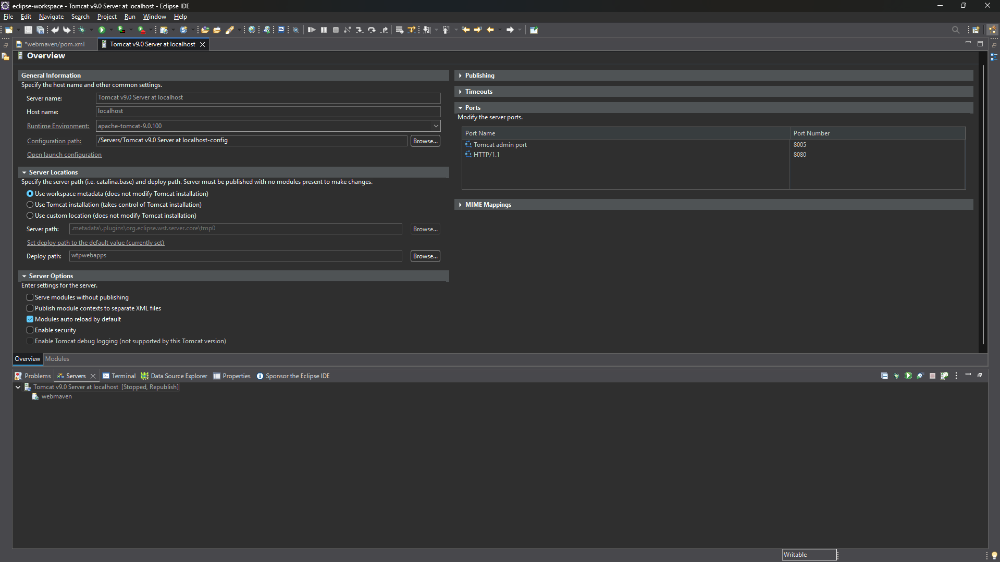 eclipse-workspace - Tomcat v9.0 Server at localhost - Eclipse IDE
File Edit Navigate Search Project Run Window Help
*webmaven/pom.xml
Tomcat v9.0 Server at localhost
Overview
General Information
Specify the host name and other common settings.
Server name: Tomcat v9.0 Server at localhost
Host name: localhost
Runtime Environment: apache-tomcat-9.0.100
Configuration path: /Servers/Tomcat v9.0 Server at localhost-config Browse...
Open launch configuration
Server Locations
Specify the server path (i.e. catalina.base) and deploy path. Server must be published with no modules present to make changes.
Use workspace metadata (does not modify Tomcat installation)
Use Tomcat installation (takes control of Tomcat installation)
Use custom location (does not modify Tomcat installation)
Server path: .metadata\.plugins\org.eclipse.wst.server.core\tmp0 Browse...
Set deploy path to the default value (currently set)
Deploy path: wtpwebapps Browse...
Server Options
Enter settings for the server.
Serve modules without publishing
Publish module contexts to separate XML files
Modules auto reload by default
Enable security
Enable Tomcat debug logging (not supported by this Tomcat version)
Publishing
Timeouts
Ports
Modify the server ports.
Port Name Port Number
Tomcat admin port 8005
HTTP/1.1 8080
MIME Mappings
Overview Modules
Problems Servers Terminal Data Source Explorer Properties Sponsor the Eclipse IDE
Tomcat v9.0 Server at localhost [Stopped, Republish]
webmaven
Writable